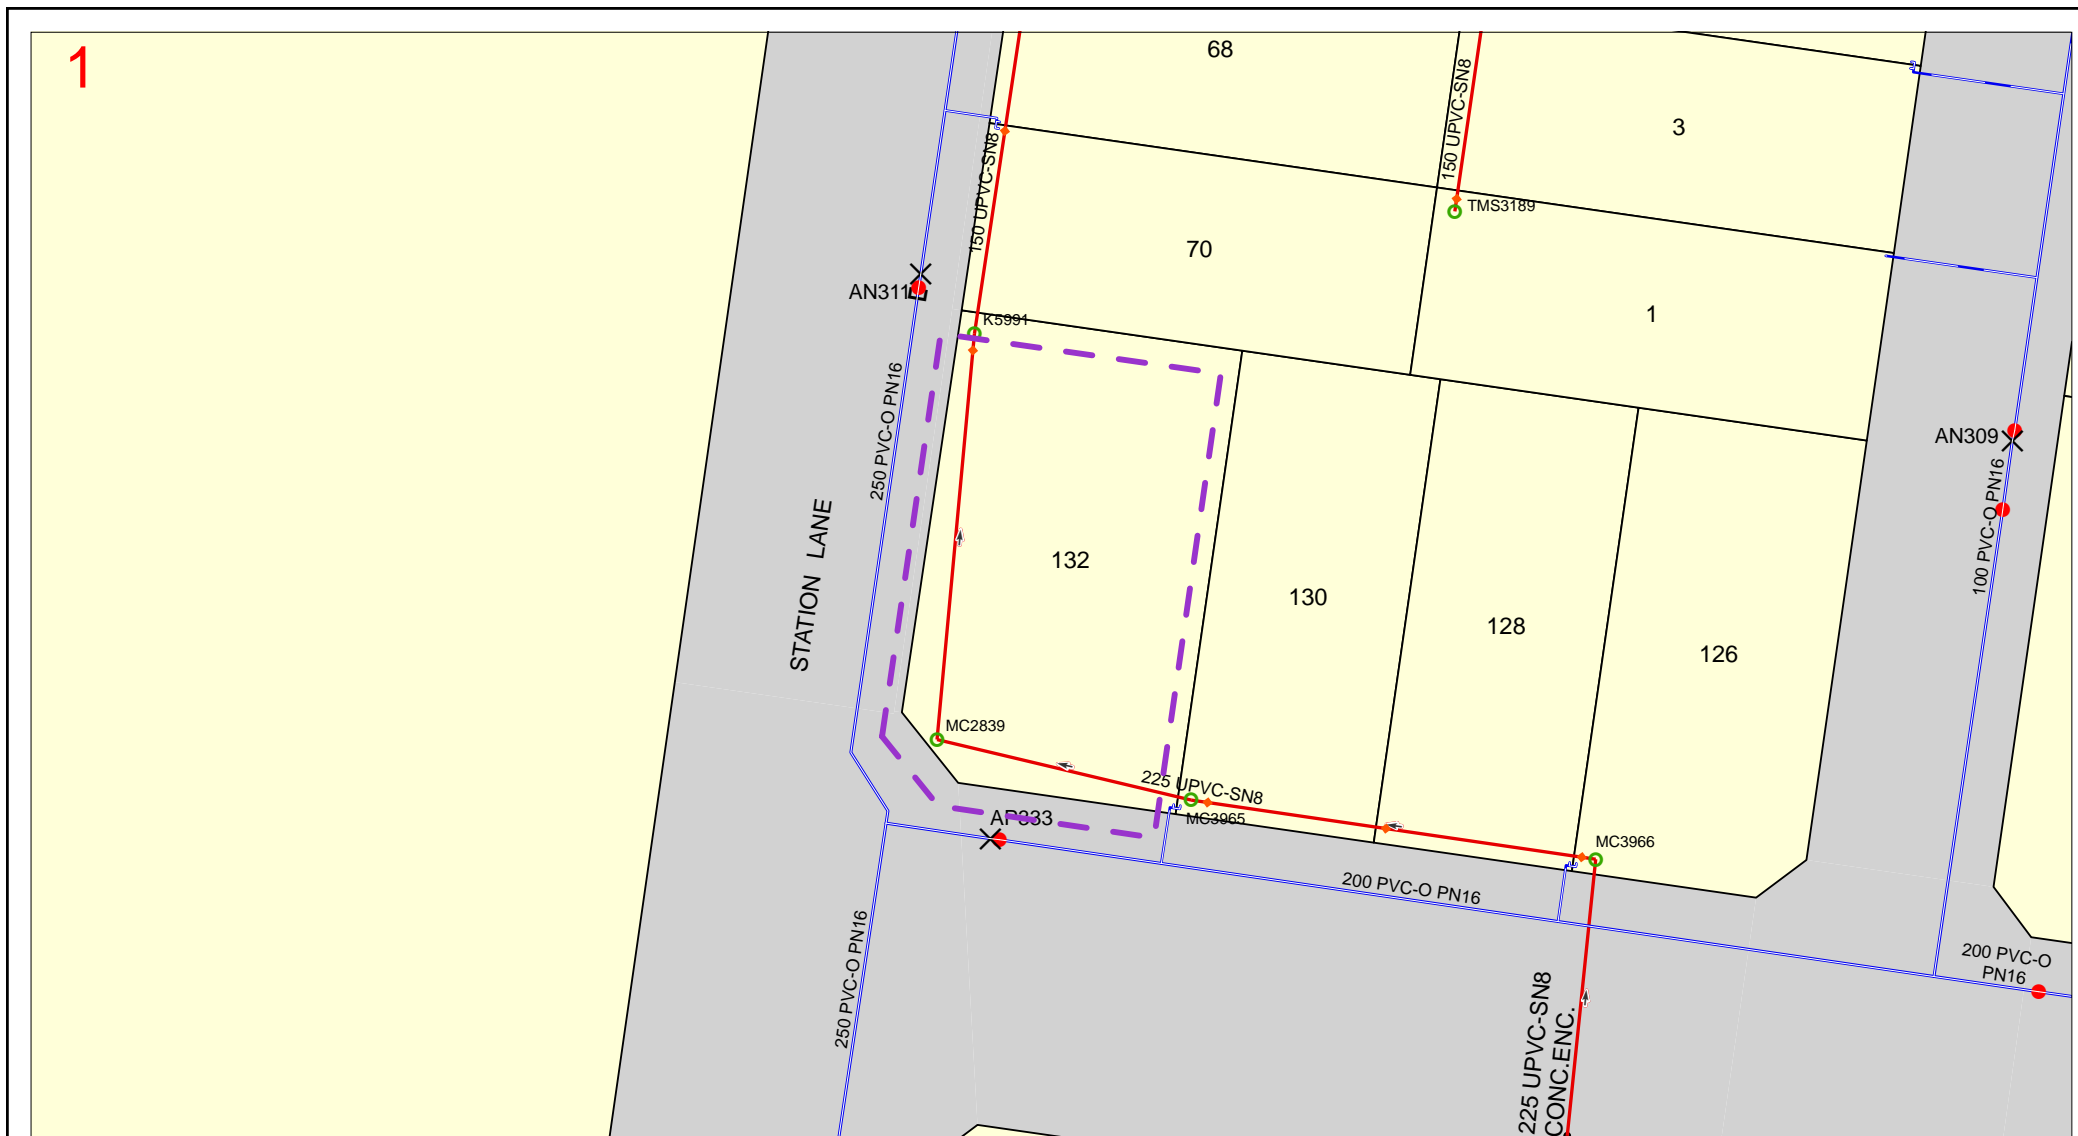 1
68
150 UPVC-SN8
3
150 UPVC-SN8
TMS3189
70
AN311
K5991
1
250 PVC-O PN16
AN309
100 PVC-O PN16
STATION LANE
132
130
128
126
MC2839
225 UPVC-SN8
MC3965
AP333
MC3966
200 PVC-O PN16
250 PVC-O PN16
200 PVC-O
PN16
225 UPVC-SN8
CONC.ENC.